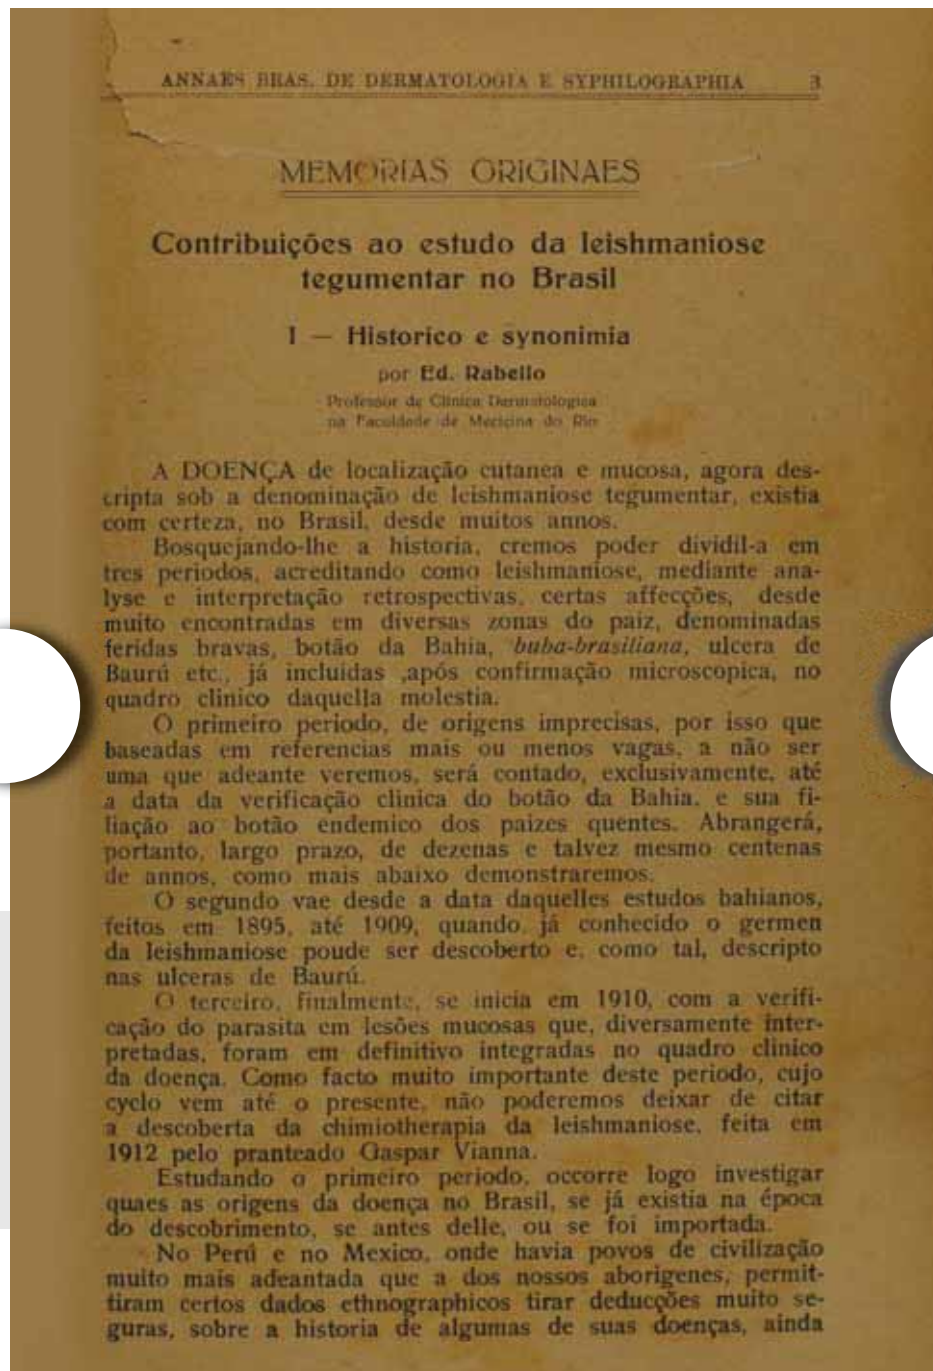 ANNAES BRAS. DE DERMATOLOGIA E SYPHILOGRAPHIA 3
MEMORIAS ORIGINAES
Contribuições ao estudo da leishmaniose
tegumentar no Brasil
I — Historico e synonimia
por Ed. Rabello
Professor de Clinica Dermatologica
na Faculdade de Medicina do Rio
A DOENÇA de localização cutanea e mucosa, agora des-
cripta sob a denominação de leishmaniose tegumentar, existia
com certeza, no Brasil, desde muitos annos.
Bosquejando-lhe a historia, cremos poder dividil-a em
tres periodos, acreditando como leishmaniose, mediante ana-
lyse e interpretação retrospectivas, certas affecções, desde
muito encontradas em diversas zonas do paiz, denominadas
feridas bravas, botão da Bahia, buba-brasiliana, ulcera de
Baurú etc., já incluidas ,após confirmação microscopica, no
quadro clinico daquella molestia.
O primeiro periodo, de origens imprecisas, por isso que
baseadas em referencias mais ou menos vagas, a não ser
uma que adeante veremos, será contado, exclusivamente, até
a data da verificação clinica do botão da Bahia, e sua fi-
liação ao botão endemico dos paizes quentes. Abrangerá,
portanto, largo prazo, de dezenas e talvez mesmo centenas
de annos, como mais abaixo demonstraremos.
O segundo vae desde a data daquelles estudos bahianos,
feitos em 1895, até 1909, quando já conhecido o germen
da leishmaniose poude ser descoberto e, como tal, descripto
nas ulceras de Baurú.
O terceiro, finalmente, se inicia em 1910, com a verifi-
cação do parasita em lesões mucosas que, diversamente inter-
pretadas, foram em definitivo integradas no quadro clinico
da doença. Como facto muito importante deste periodo, cujo
cyclo vem até o presente, não poderemos deixar de citar
a descoberta da chimiotherapia da leishmaniose, feita em
1912 pelo pranteado Gaspar Vianna.
Estudando o primeiro periodo, occorre logo investigar
quaes as origens da doença no Brasil, se já existia na época
do descobrimento, se antes delle, ou se foi importada.
No Perú e no Mexico, onde havia povos de civilização
muito mais adeantada que a dos nossos aborigenes, permit-
tiram certos dados ethnographicos tirar deducções muito se-
guras, sobre a historia de algumas de suas doenças, ainda